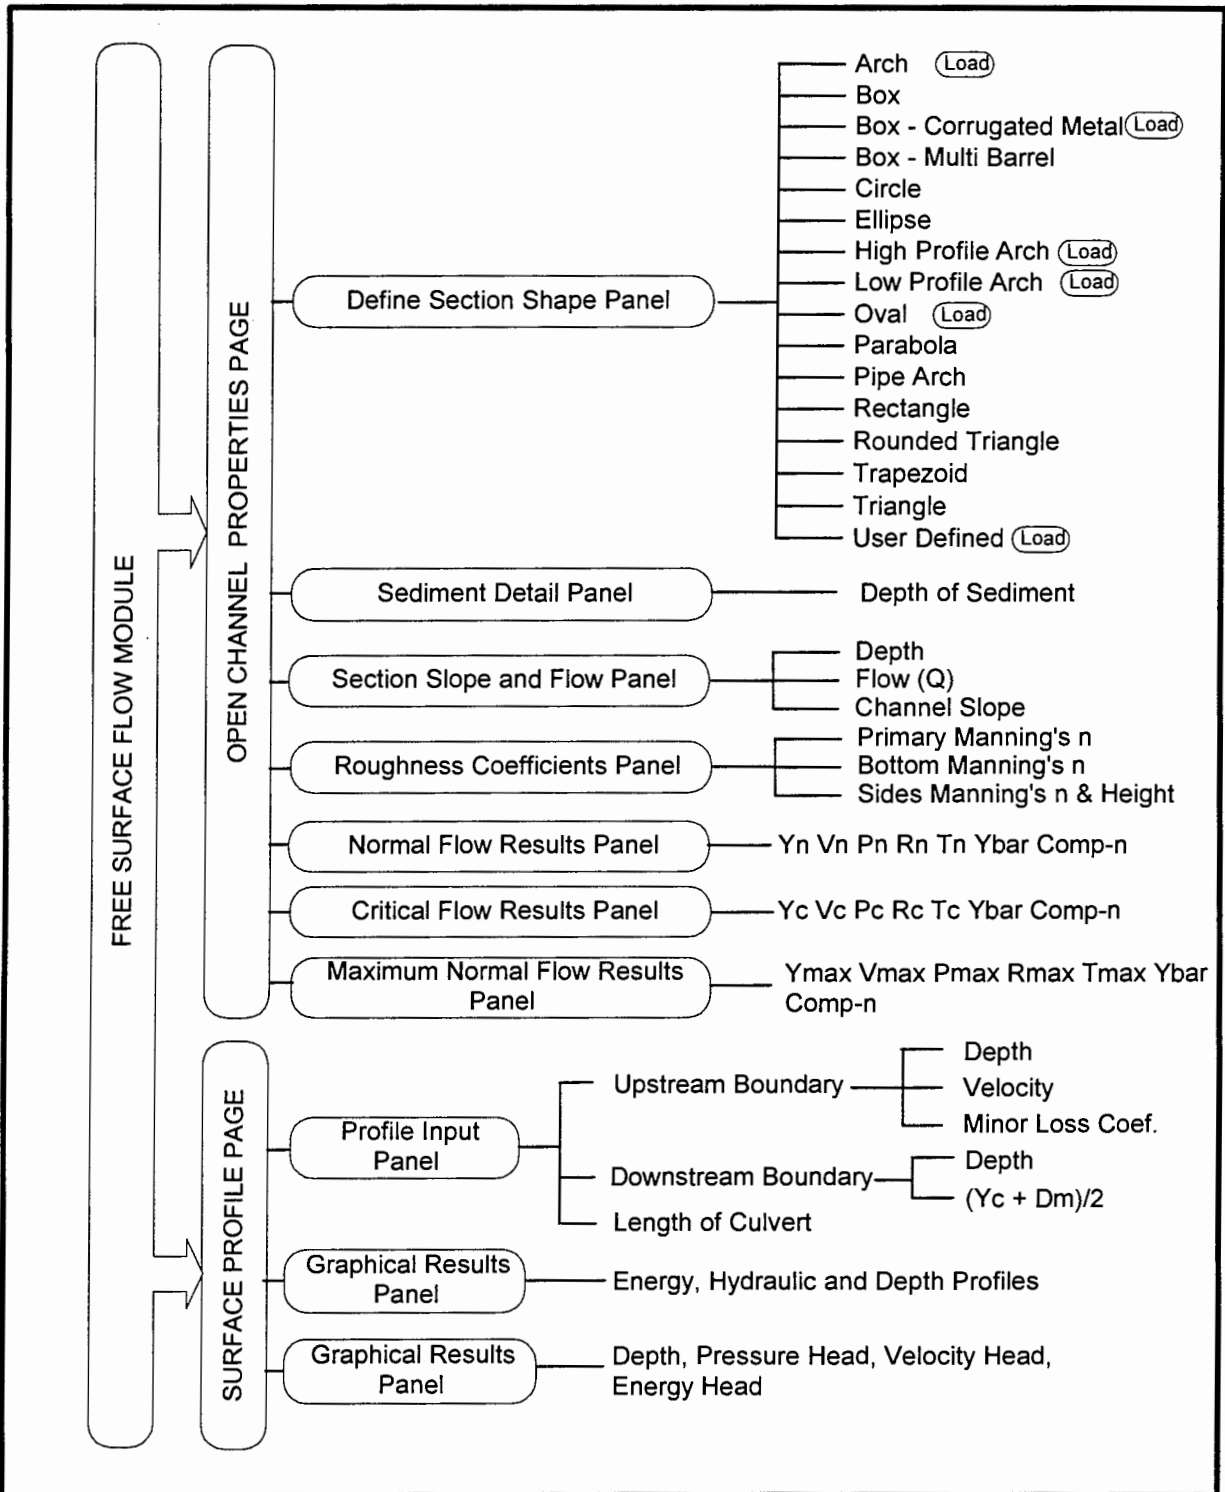 FREE SURFACE FLOW MODULE
OPEN CHANNEL PROPERTIES PAGE
Define Section Shape Panel
Arch (Load)
Box
Box - Corrugated Metal (Load)
Box - Multi Barrel
Circle
Ellipse
High Profile Arch (Load)
Low Profile Arch (Load)
Oval (Load)
Parabola
Pipe Arch
Rectangle
Rounded Triangle
Trapezoid
Triangle
User Defined (Load)
Sediment Detail Panel
Depth of Sediment
Section Slope and Flow Panel
Depth
Flow (Q)
Channel Slope
Roughness Coefficients Panel
Primary Manning's n
Bottom Manning's n
Sides Manning's n & Height
Normal Flow Results Panel
Yn Vn Pn Rn Tn Ybar Comp-n
Critical Flow Results Panel
Yc Vc Pc Rc Tc Ybar Comp-n
Maximum Normal Flow Results
Panel
Ymax Vmax Pmax Rmax Tmax Ybar
Comp-n
SURFACE PROFILE PAGE
Profile Input
Panel
Upstream Boundary
Depth
Velocity
Minor Loss Coef.
Downstream Boundary
Depth
(Yc + Dm)/2
Length of Culvert
Graphical Results
Panel
Energy, Hydraulic and Depth Profiles
Graphical Results
Panel
Depth, Pressure Head, Velocity Head,
Energy Head